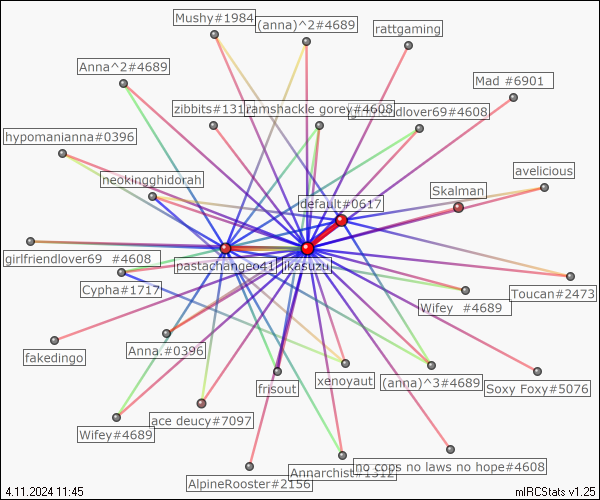 Mushy#1984
(anna)^2#4689
rattgaming
Anna^2#4689
Mad #6901
zibbits#131
ramshackle gorey#4608
endlover69#4608
hypomanianna#0396
neokingghidorah
avelicious
Skalman
default#0617
girlfriendlover69 #4608
pastachangeo41
ikasuzu
Cypha#1717
Toucan#2473
Wifey #4689
Anna.#0396
fakedingo
frisout
xenoyaut
(anna)^3#4689
Soxy Foxy#5076
Wifey#4689
ace deucy#7097
AlpineRooster#2156
Annarchist#1312
no cops no laws no hope#4608
4.11.2024 11:45
mIRCStats v1.25